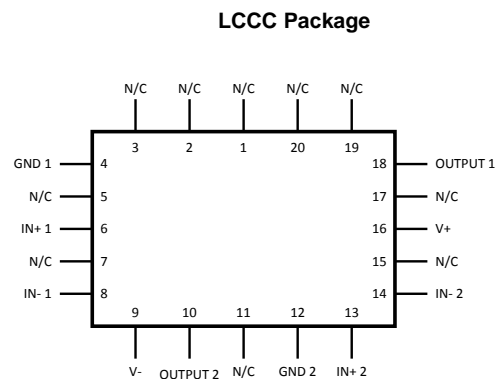 LCCC Package
N/C N/C N/C N/C N/C
3 2 1 20 19
GND 1 4 18 OUTPUT 1
N/C 5 17 N/C
IN+ 1 6 16 V+
N/C 7 15 N/C
IN- 1 8 14 IN- 2
9 10 11 12 13
V- OUTPUT 2 N/C GND 2 IN+ 2